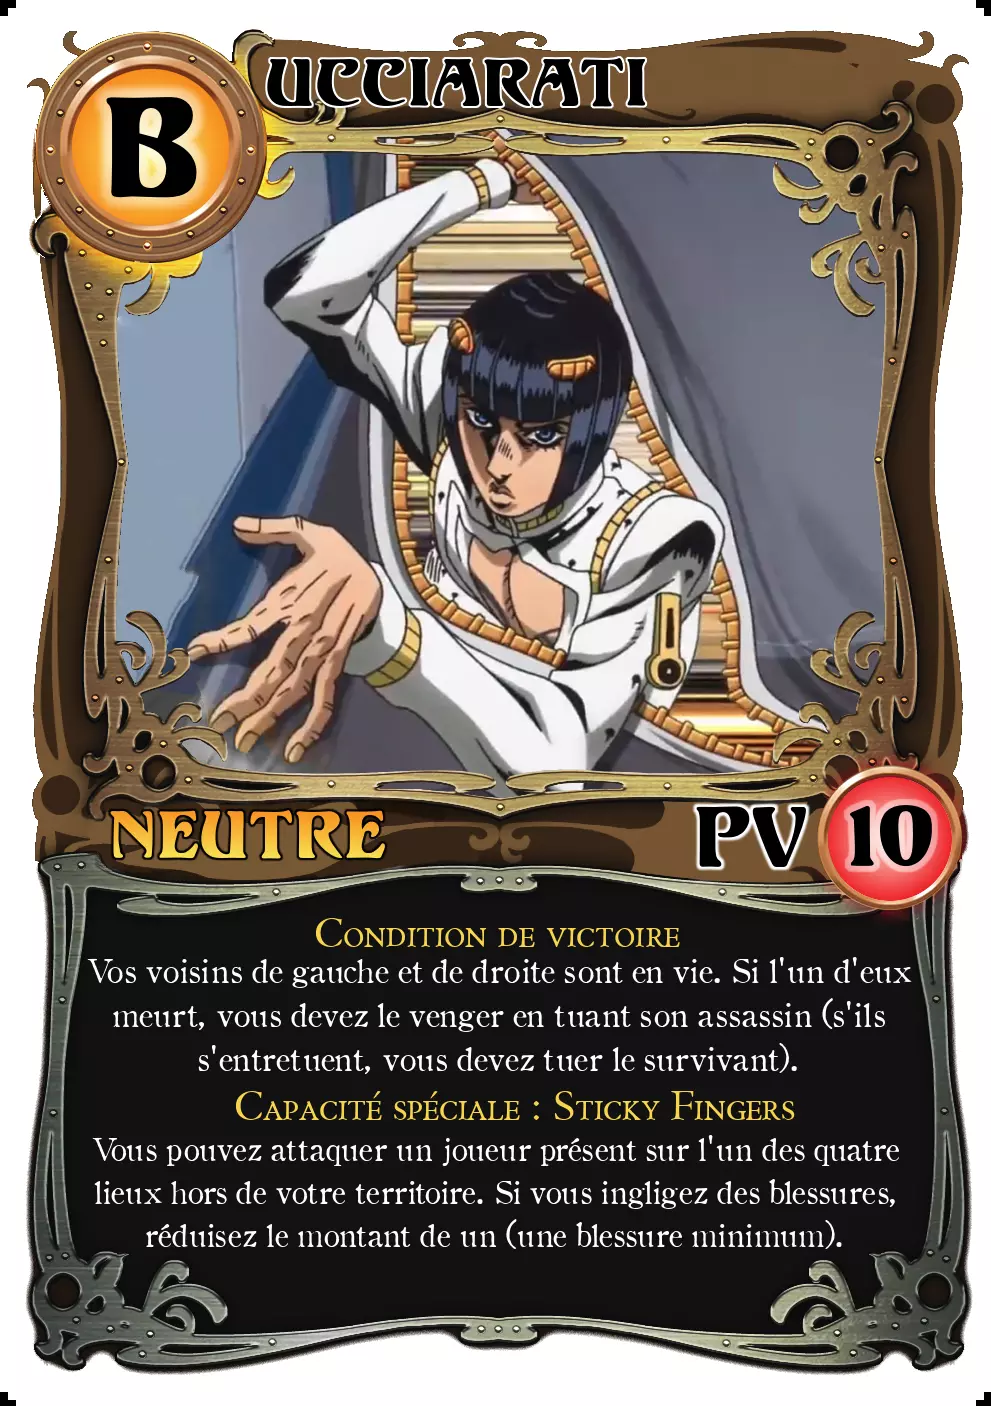 BUCCIARATI
NEUTRE
PV 10
Condition de victoire
Vos voisins de gauche et de droite sont en vie. Si l'un d'eux
meurt, vous devez le venger en tuant son assassin (s'ils
s'entretuent, vous devez tuer le survivant).
Capacité spéciale : Sticky Fingers
Vous pouvez attaquer un joueur présent sur l'un des quatre
lieux hors de votre territoire. Si vous ingligez des blessures,
réduisez le montant de un (une blessure minimum).